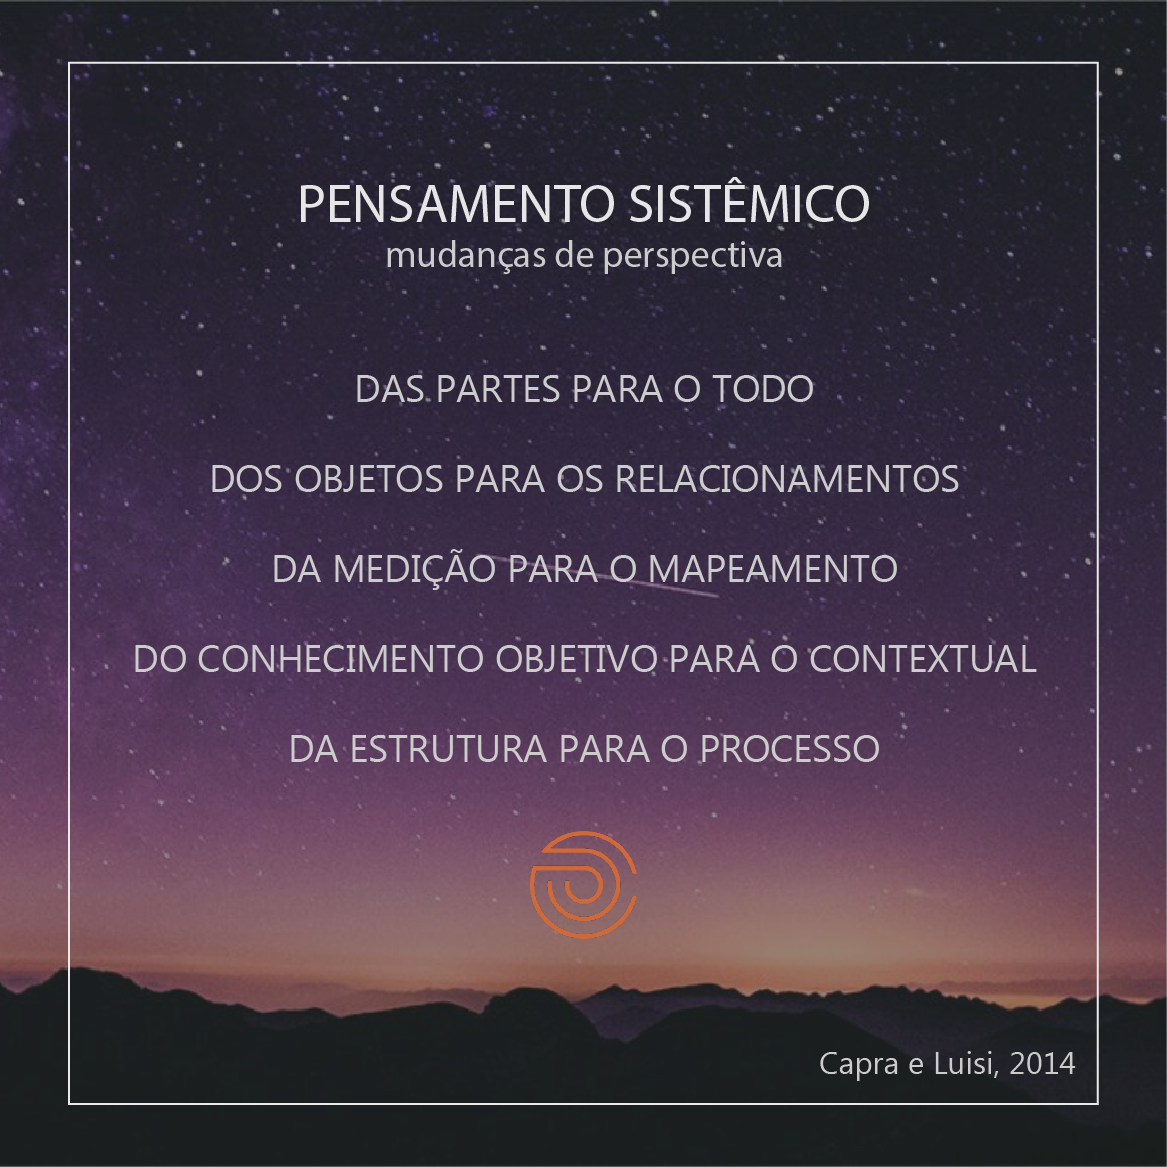 PENSAMENTO SISTÊMICO
mudanças de perspectiva
DAS PARTES PARA O TODO
DOS OBJETOS PARA OS RELACIONAMENTOS
DA MEDIÇÃO PARA O MAPEAMENTO
DO CONHECIMENTO OBJETIVO PARA O CONTEXTUAL
DA ESTRUTURA PARA O PROCESSO
Capra e Luisi, 2014